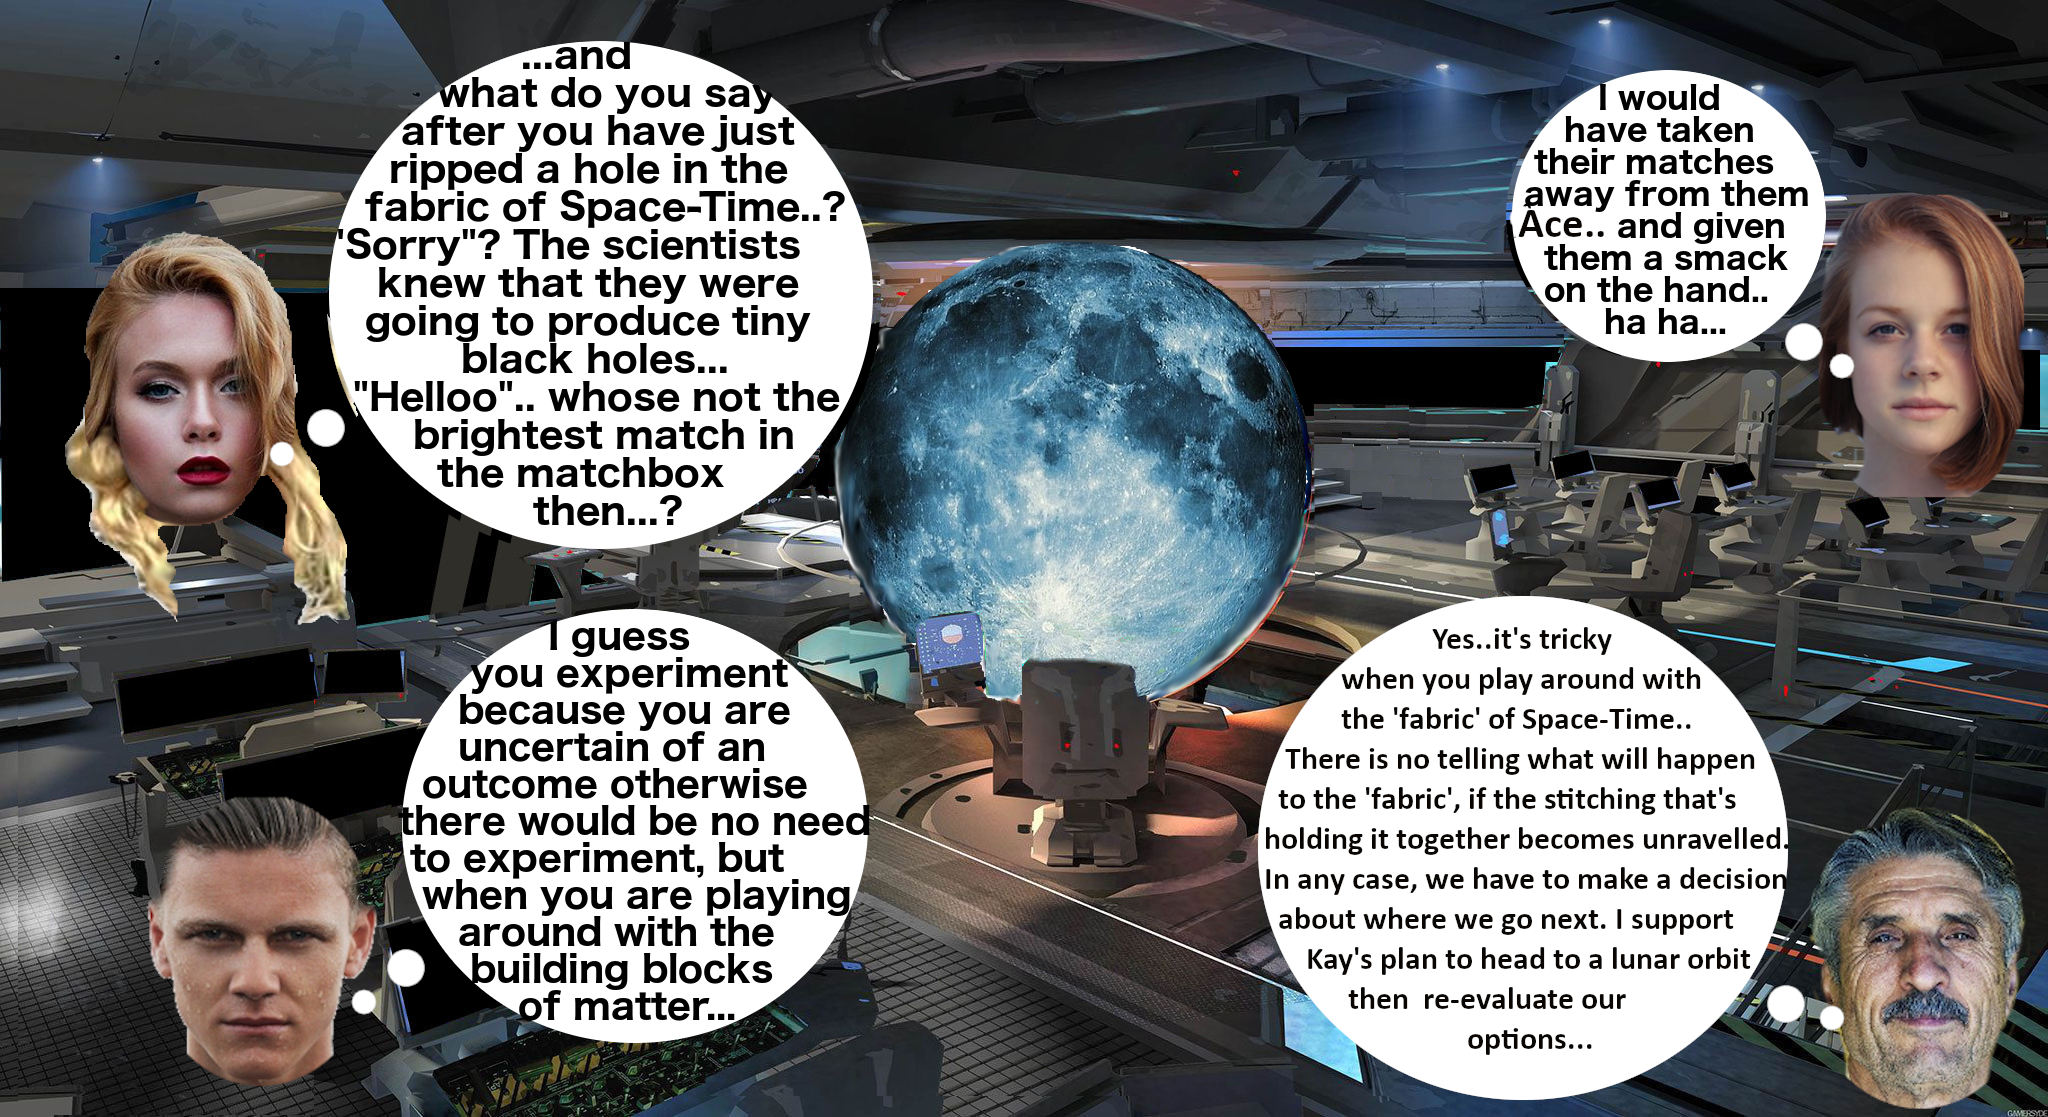 ...and
what do you say
after you have just
ripped a hole in the
fabric of Space-Time..?
"Sorry"? The scientists
knew that they were
going to produce tiny
black holes...
"Helloo".. whose not the
brightest match in
the matchbox
then...?
I would
have taken
their matches
away from them
Ace.. and given
them a smack
on the hand..
ha ha...
I guess
you experiment
because you are
uncertain of an
outcome otherwise
there would be no need
to experiment, but
when you are playing
around with the
building blocks
of matter...
Yes..it's tricky
when you play around with
the 'fabric' of Space-Time..
There is no telling what will happen
to the 'fabric', if the stitching that's
holding it together becomes unravelled.
In any case, we have to make a decision
about where we go next. I support
Kay's plan to head to a lunar orbit
then re-evaluate our
options...
GAMERSYDE